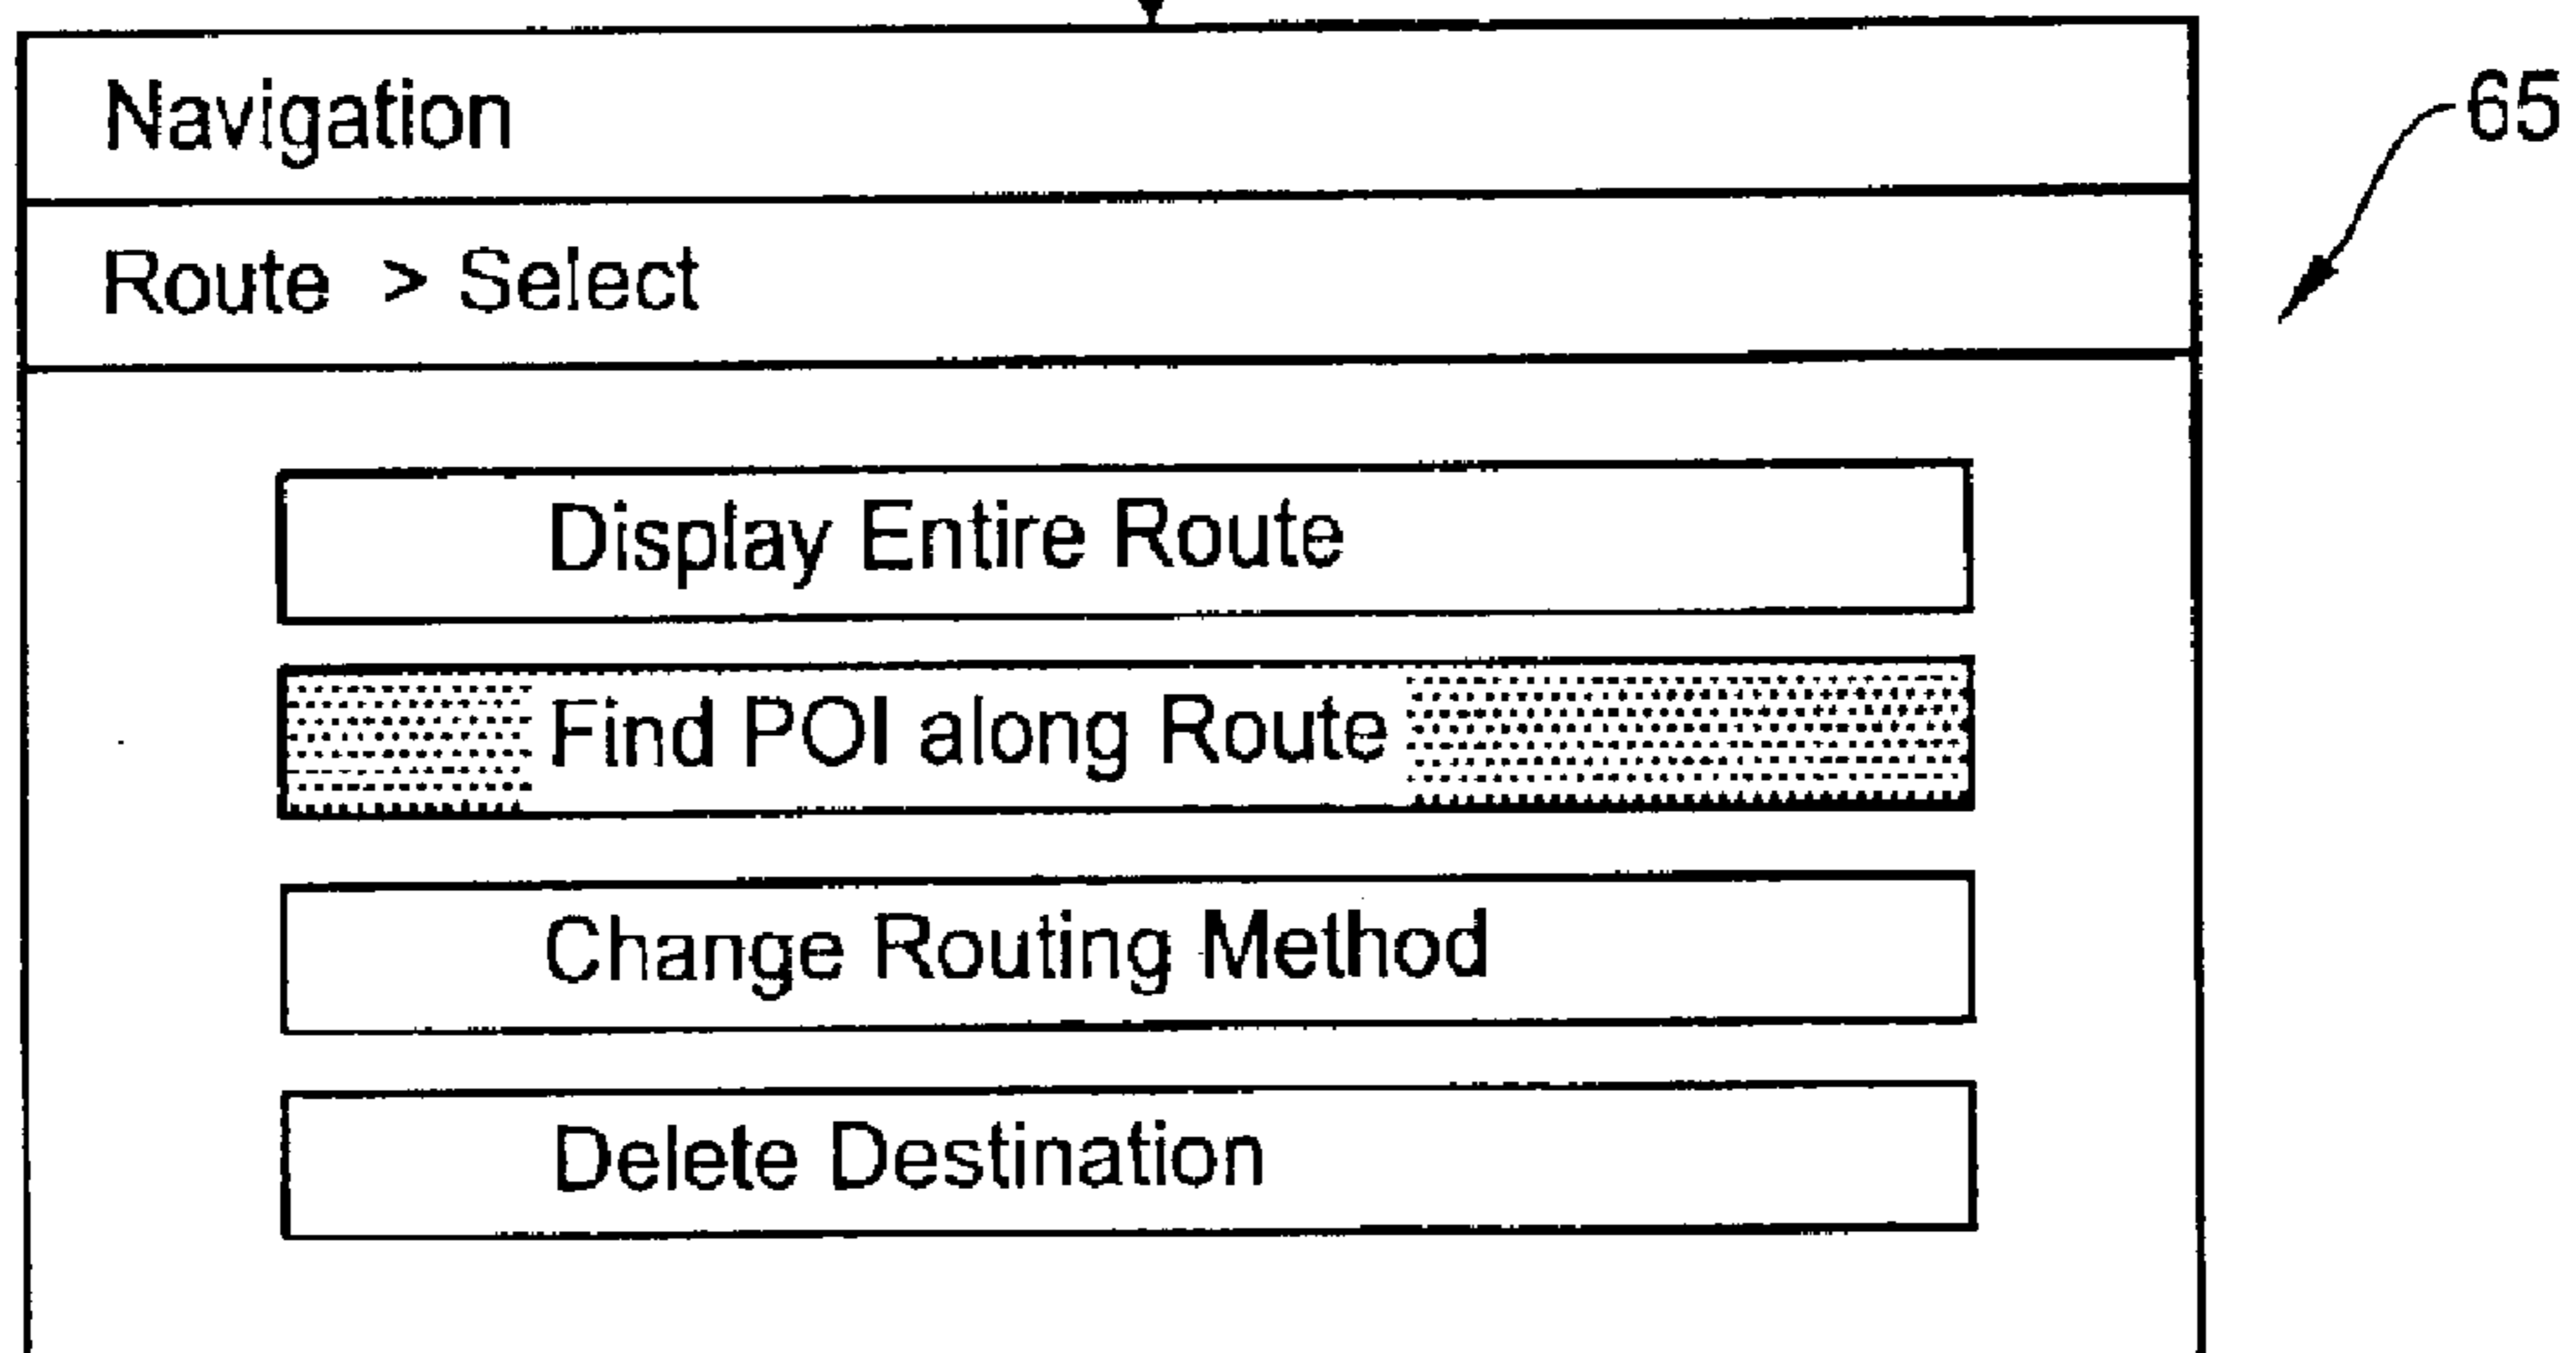 Navigation
65
Route > Select
Display Entire Route
Find POI along Route
Change Routing Method
Delete Destination